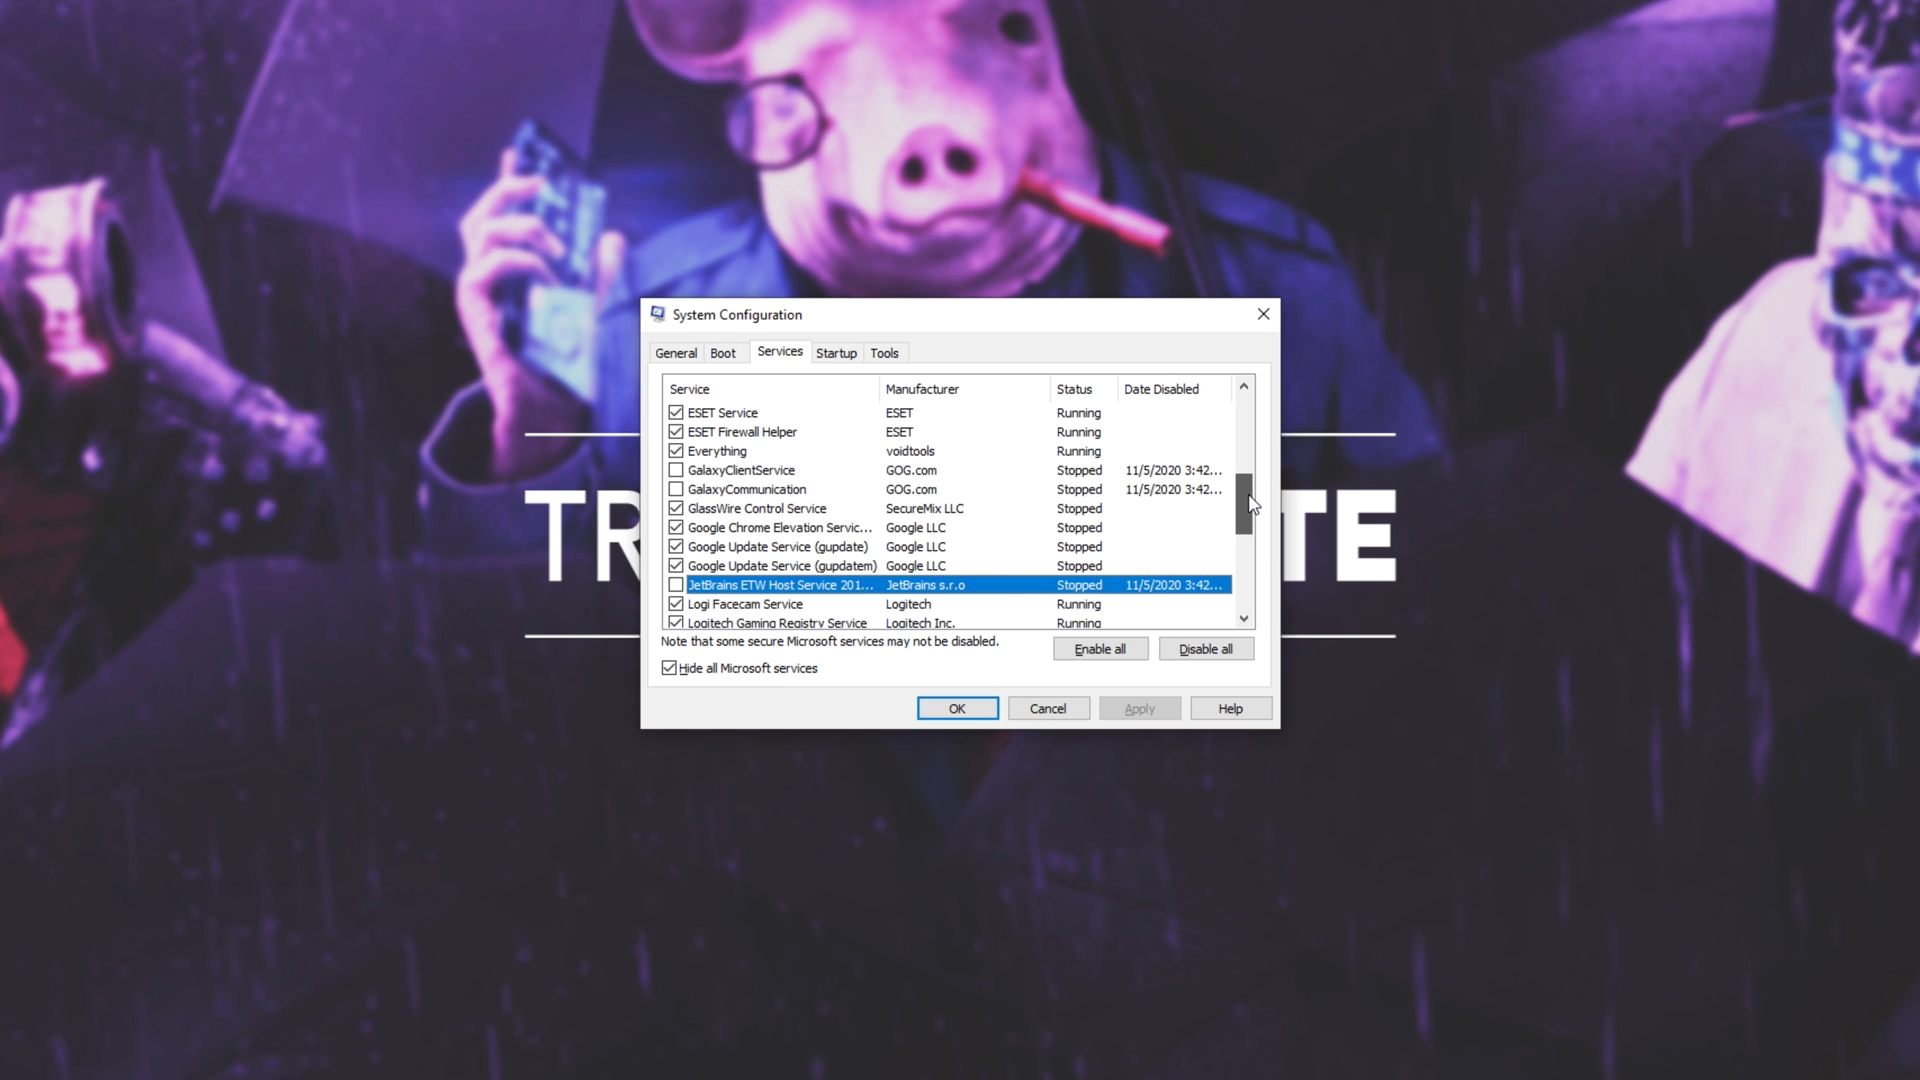 System Configuration
General Boot Services Startup Tools
Service Manufacturer Status Date Disabled
ESET Service ESET Running
ESET Firewall Helper ESET Running
Everything voidtools Running
GalaxyClientService GOG.com Stopped 11/5/2020 3:42...
GalaxyCommunication GOG.com Stopped 11/5/2020 3:42...
GlassWire Control Service SecureMix LLC Stopped
Google Chrome Elevation Servic... Google LLC Stopped
Google Update Service (gupdate) Google LLC Stopped
Google Update Service (gupdatem) Google LLC Stopped
JetBrains ETW Host Service 201... JetBrains s.r.o Stopped 11/5/2020 3:42...
Logi Facecam Service Logitech Running
Logitech Gaming Registry Service Logitech Inc. Running
Note that some secure Microsoft services may not be disabled.
Enable all Disable all
Hide all Microsoft services
OK Cancel Apply Help
TR
TE